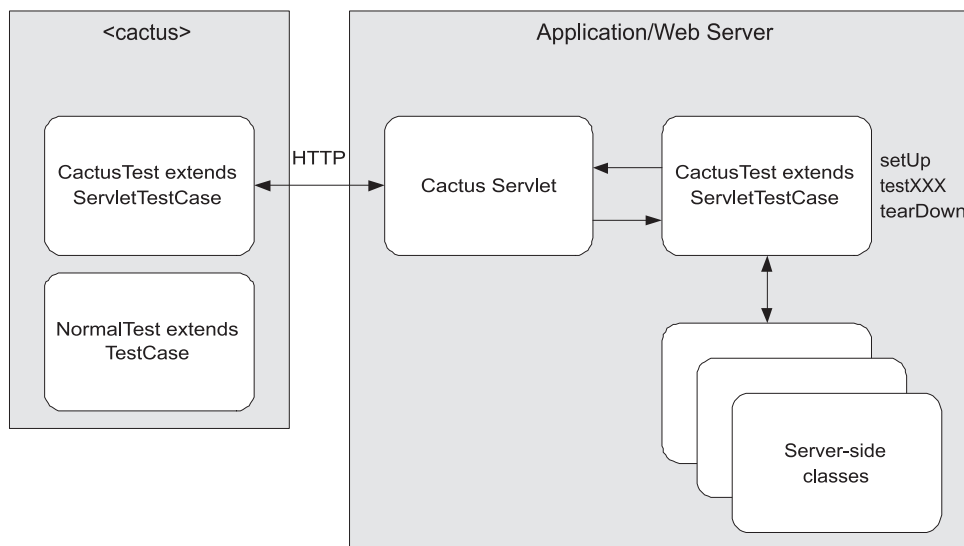 <cactus>
CactusTest extends
ServletTestCase
NormalTest extends
TestCase
HTTP
Application/Web Server
Cactus Servlet
CactusTest extends
ServletTestCase
setUp
testXXX
tearDown
Server-side
classes